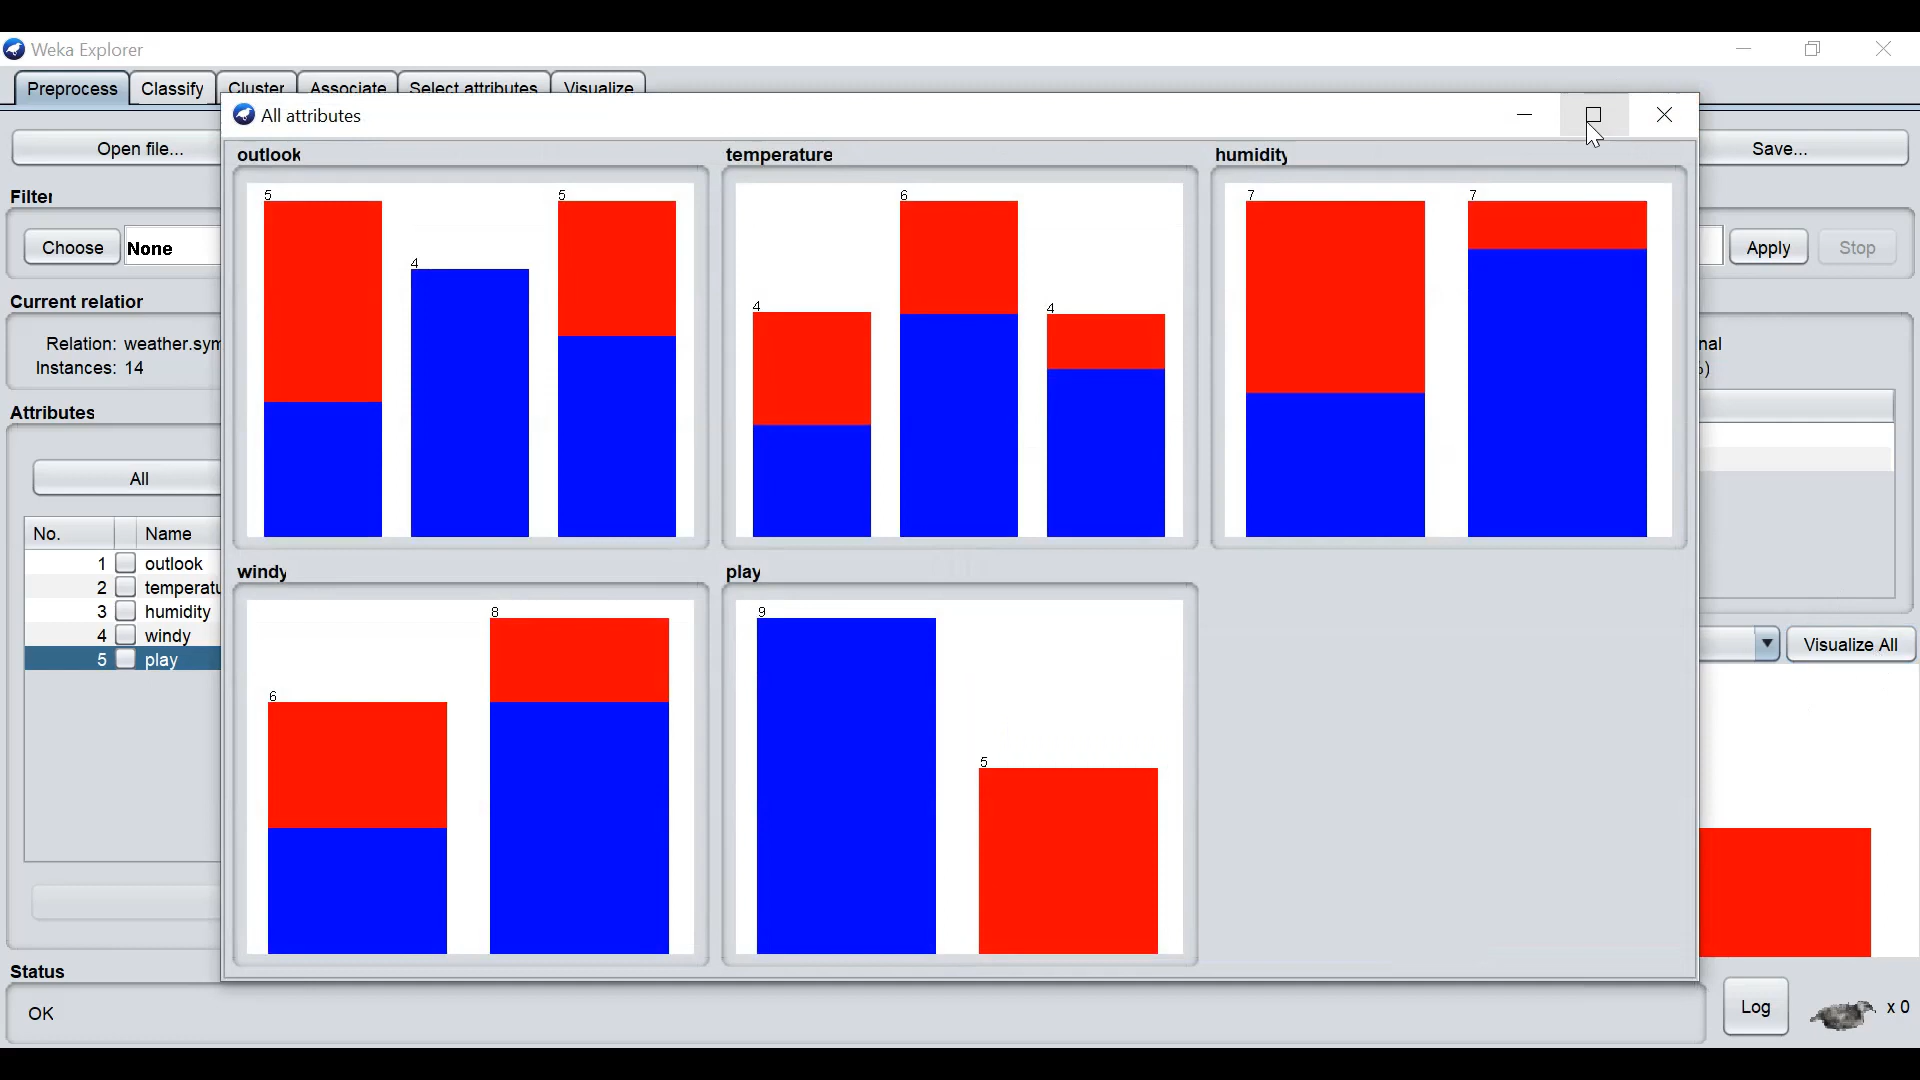 Weka Explorer
Preprocess Classify Cluster Associate Select attributes Visualize
All attributes
Open file... Save...
outlook temperature humidity
5 4 5 4 6 4 7 7
Filter
Choose None Apply Stop
Current relation
Relation: weather.sym nal
Instances: 14 %)
Attributes
All
No. Name
1 outlook
2 temperatu
3 humidity
4 windy
5 play
windy play
6 8 9 5
Visualize All
Status
OK
Log x 0